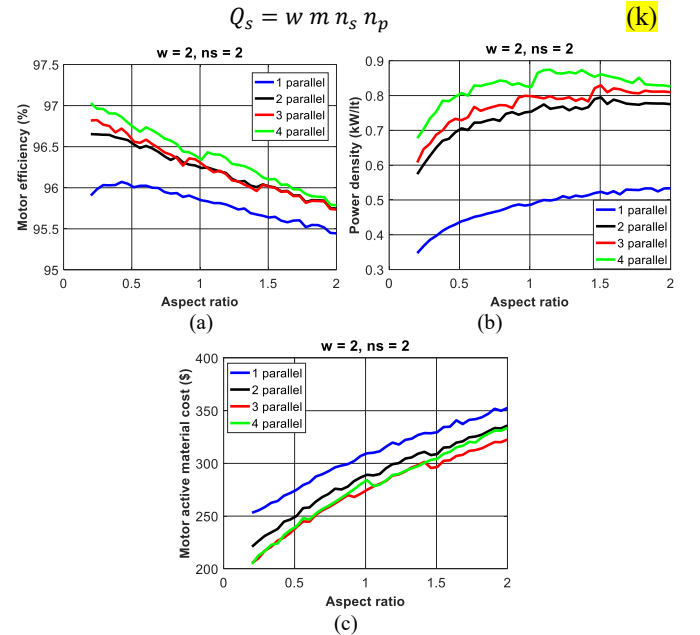 Q_s = w m n_s n_p (k)
w = 2, ns = 2
Motor efficiency (%)
97.5
97
96.5
96
95.5
95
0
0.5
1
1.5
2
Aspect ratio
1 parallel
2 parallel
3 parallel
4 parallel
(a)
w = 2, ns = 2
Power density (kW/lt)
0.9
0.8
0.7
0.6
0.5
0.4
0.3
0
0.5
1
1.5
2
Aspect ratio
1 parallel
2 parallel
3 parallel
4 parallel
(b)
w = 2, ns = 2
Motor active material cost ($)
400
350
300
250
200
0
0.5
1
1.5
2
Aspect ratio
1 parallel
2 parallel
3 parallel
4 parallel
(c)